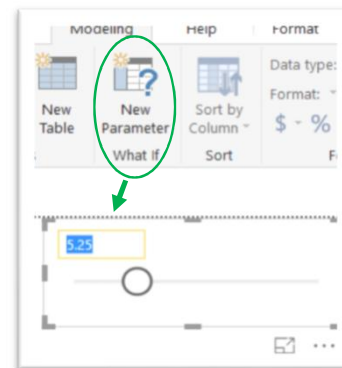 Modeling Help Format
New Table
New Parameter
Sort by Column
Data type:
Format:
$ - %
What If
Sort
5.25